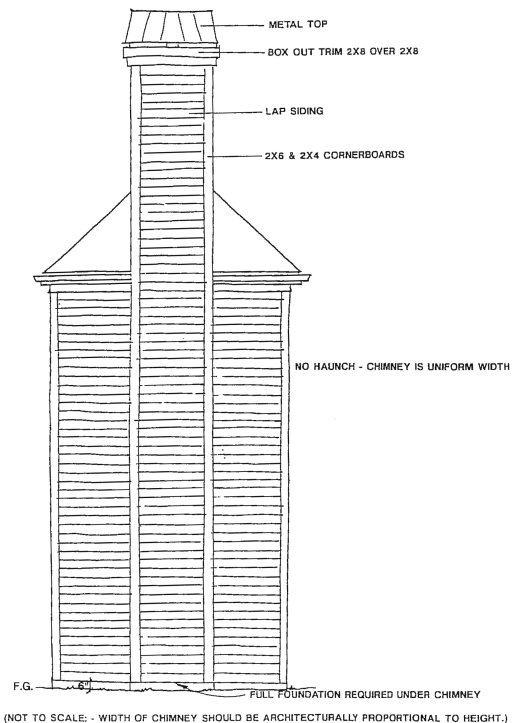 METAL TOP
BOX OUT TRIM 2X8 OVER 2X8
LAP SIDING
2X6 & 2X4 CORNERBOARDS
NO HAUNCH - CHIMNEY IS UNIFORM WIDTH
F.G.
6"
FULL FOUNDATION REQUIRED UNDER CHIMNEY
(NOT TO SCALE: - WIDTH OF CHIMNEY SHOULD BE ARCHITECTURALLY PROPORTIONAL TO HEIGHT.)